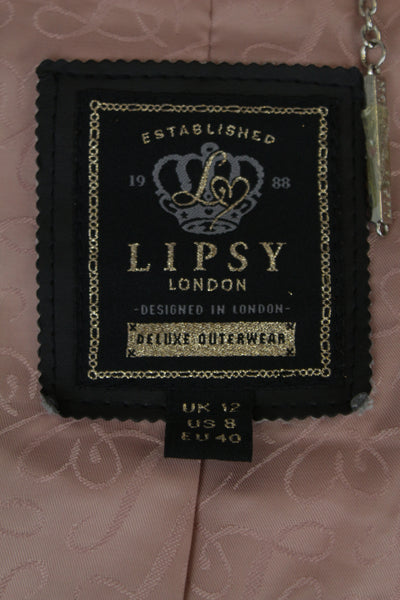 ESTABLISHED
19 88
L
LIPSY
LONDON
-DESIGNED IN LONDON-
DELUXE OUTERWEAR
UK 12
US 8
EU 40